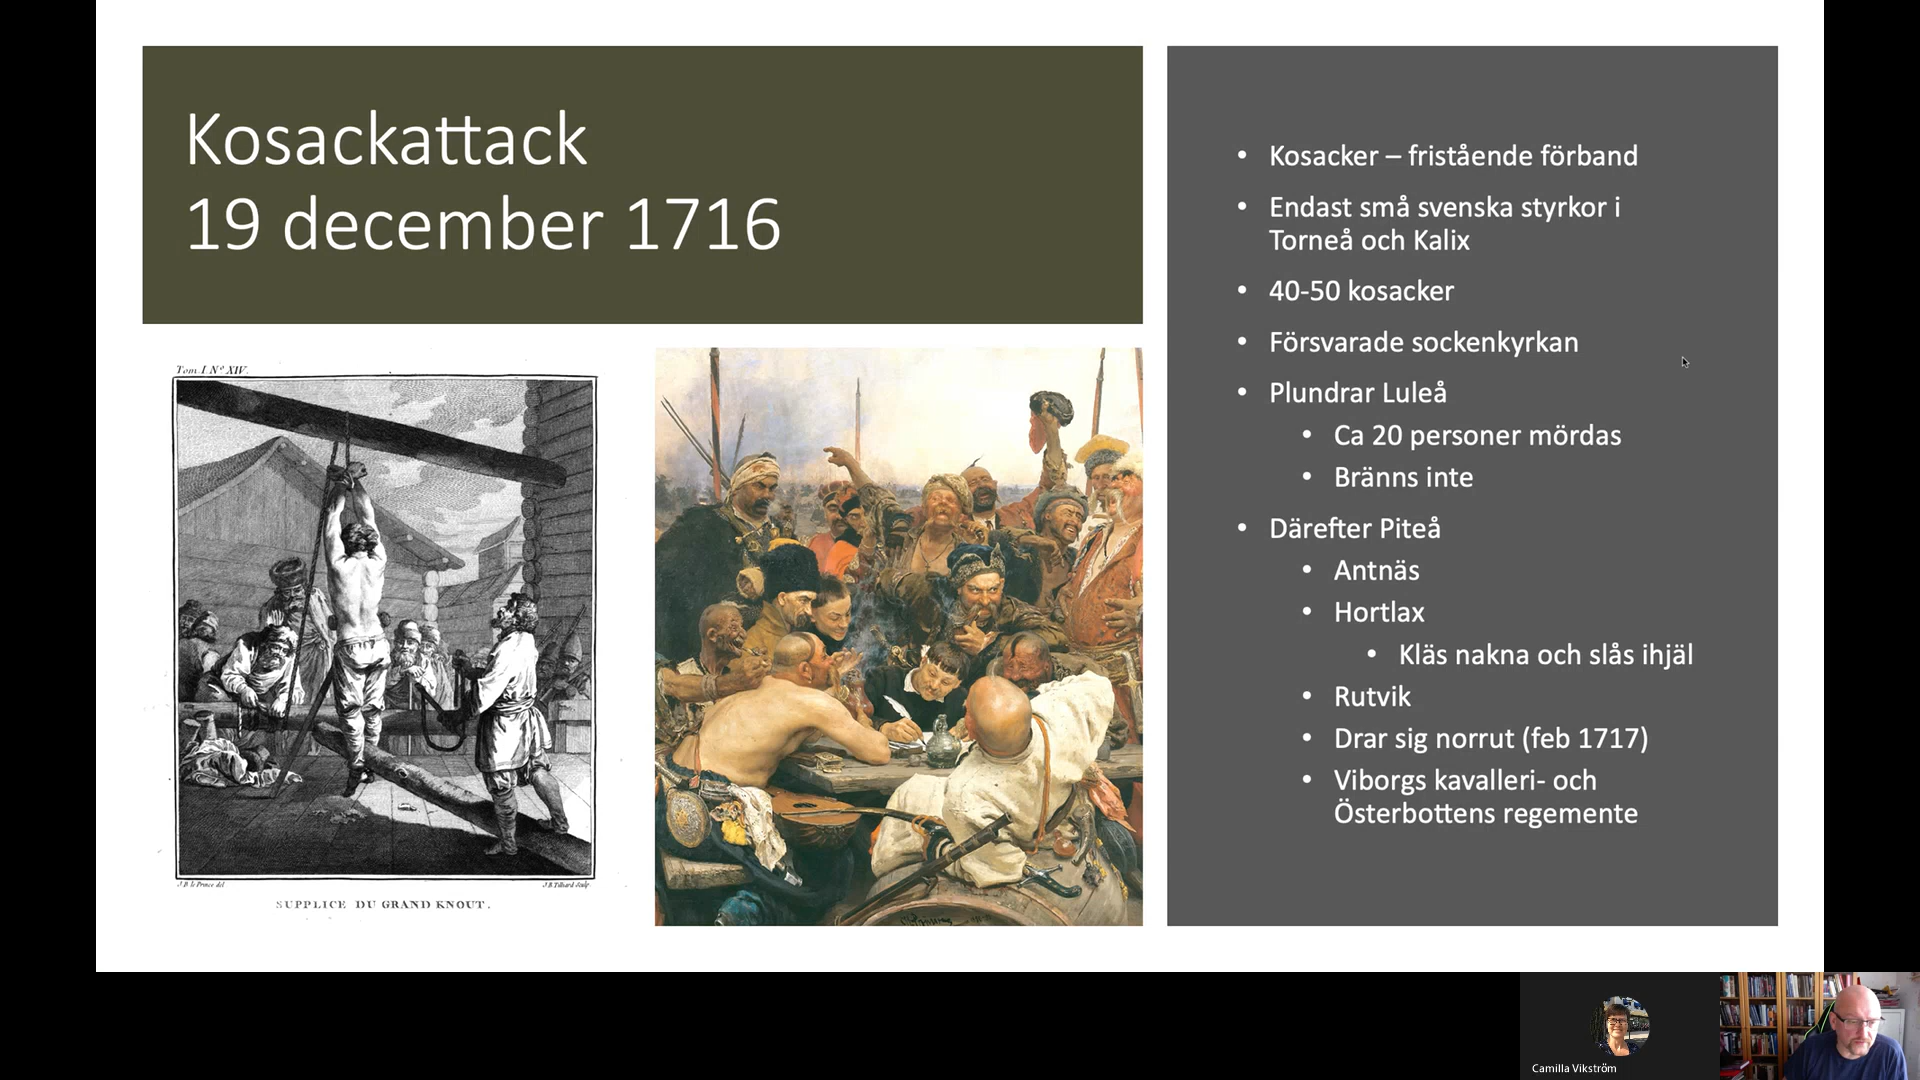 Kosackattack
19 december 1716
Tom. I. Nº XIV.
J. B. le Prince del
J. B. Tilliard Sculp.
SUPPLICE DU GRAND KNOUT.
• Kosacker – fristående förband
• Endast små svenska styrkor i
Torneå och Kalix
• 40-50 kosacker
• Försvarade sockenkyrkan
• Plundrar Luleå
• Ca 20 personer mördas
• Bränns inte
• Därefter Piteå
• Antnäs
• Hortlax
• Kläs nakna och slås ihjäl
• Rutvik
• Drar sig norrut (feb 1717)
• Viborgs kavalleri- och
Österbottens regemente
Camilla Vikström